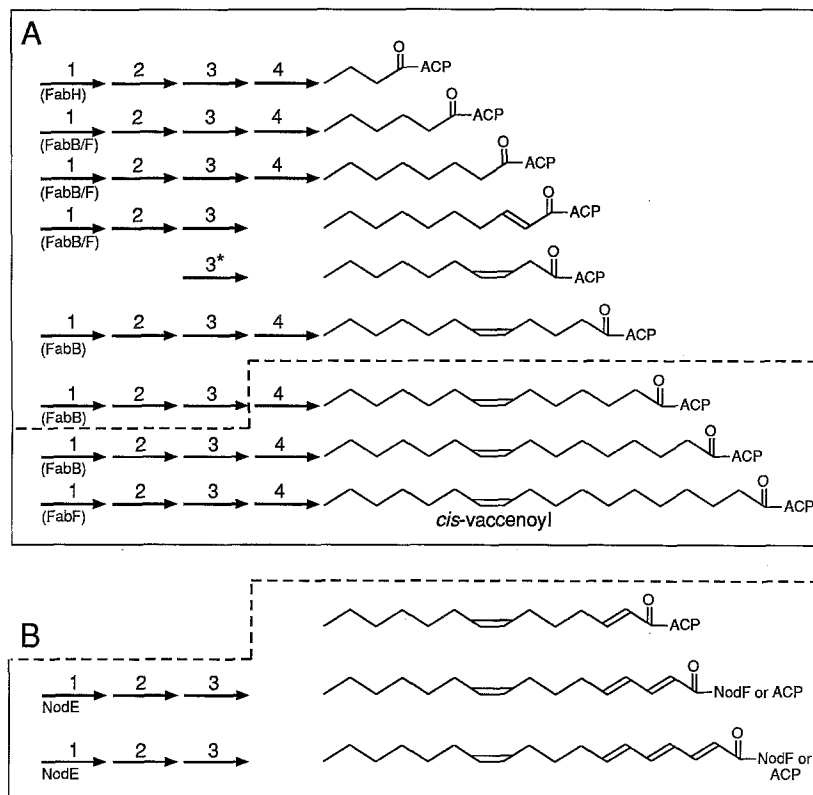 A
1 2 3 4 O
(FabH) ACP
1 2 3 4 O
(FabB/F) ACP
1 2 3 4 O
(FabB/F) ACP
1 2 3 O
(FabB/F) ACP
3* O
ACP
1 2 3 4 O
(FabB) ACP
1 2 3 4 O
(FabB) ACP
1 2 3 4 O
(FabB) ACP
1 2 3 4 O
(FabF) ACP
cis-vaccenoyl
B
O
ACP
1 2 3 O
NodE NodF or ACP
1 2 3 O
NodE NodF or
ACP